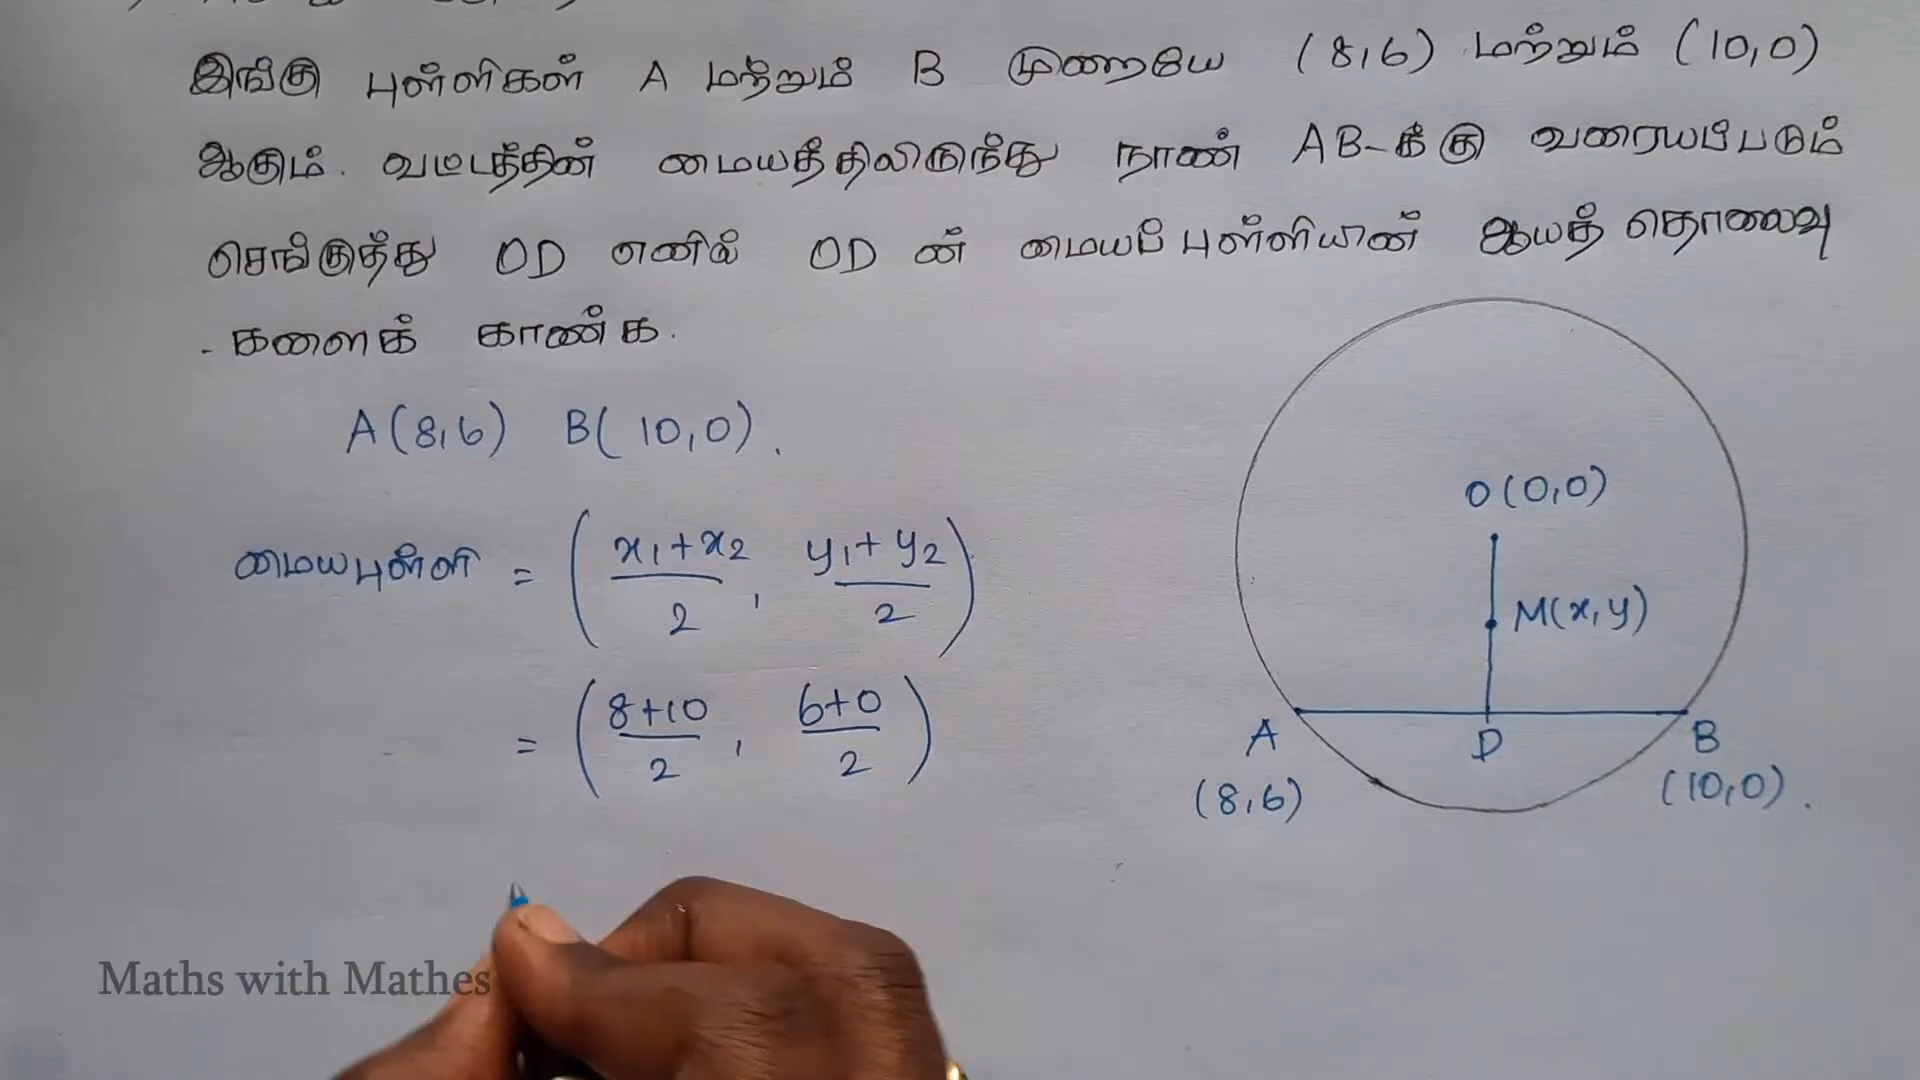 இங்கு புள்ளிகள் A மற்றும் B முறையே (8,6) மற்றும் (10,0)
ஆகும். வட்டத்தின் மையத்திலிருந்து நாண் AB-க்கு வரையப்படும்
செங்குத்து OD எனில் OD ன் மையப்புள்ளியின் ஆயத் தொலைவு
-களைக் காண்க.
A(8,6) B(10,0).
மையபுள்ளி = (x₁+x₂/2, y₁+y₂/2)
= (8+10/2, 6+0/2)
O(0,0)
M(x,y)
A D B
(8,6) (10,0).
Maths with Mathes